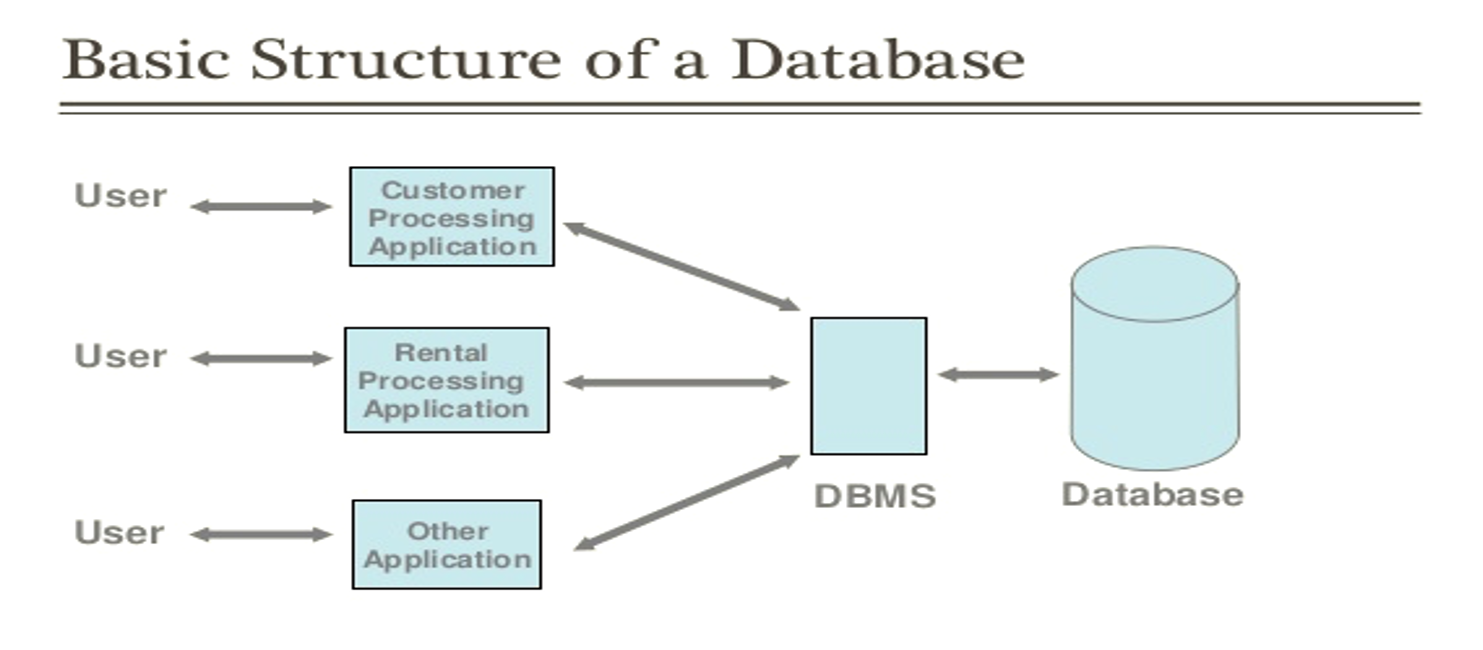 Basic Structure of a Database
User
Customer
Processing
Application
User
Rental
Processing
Application
User
Other
Application
DBMS
Database